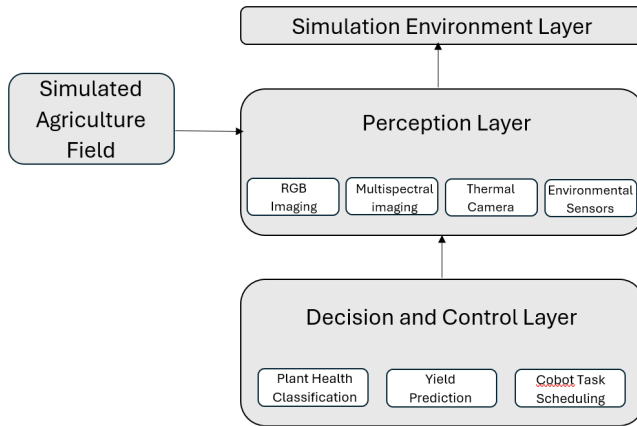 Simulation Environment Layer
Simulated
Agriculture
Field
Perception Layer
RGB
Imaging
Multispectral
imaging
Thermal
Camera
Environmental
Sensors
Decision and Control Layer
Plant Health
Classification
Yield
Prediction
Cobot Task
Scheduling